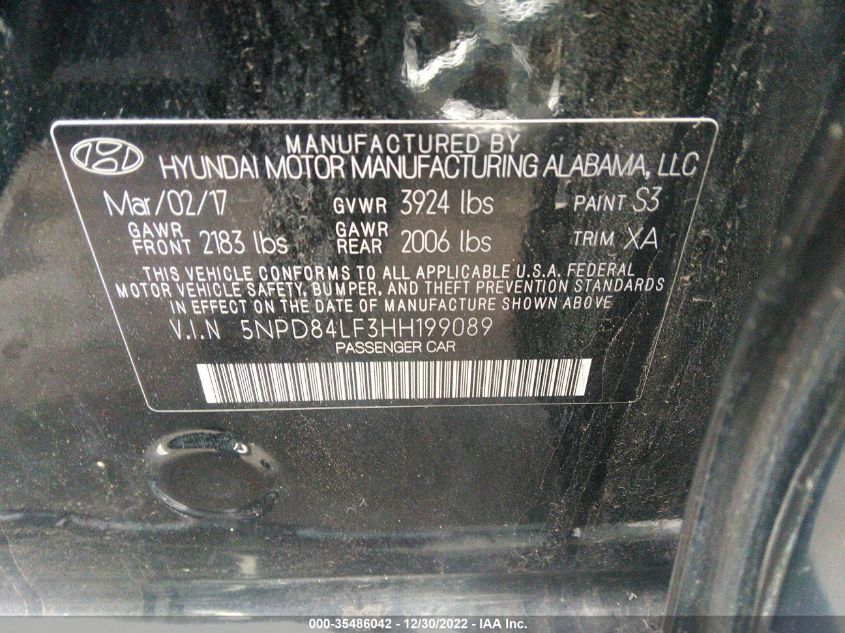 MANUFACTURED BY
HYUNDAI MOTOR MANUFACTURING ALABAMA, LLC
Mar/02/17 GVWR 3924 lbs PAINT S3
GAWR FRONT 2183 lbs GAWR REAR 2006 lbs TRIM XA
THIS VEHICLE CONFORMS TO ALL APPLICABLE U.S.A. FEDERAL
MOTOR VEHICLE SAFETY, BUMPER, AND THEFT PREVENTION STANDARDS
IN EFFECT ON THE DATE OF MANUFACTURE SHOWN ABOVE.
V.I.N 5NPD84LF3HH199089
PASSENGER CAR
000-35486042 - 12/30/2022 - IAA Inc.